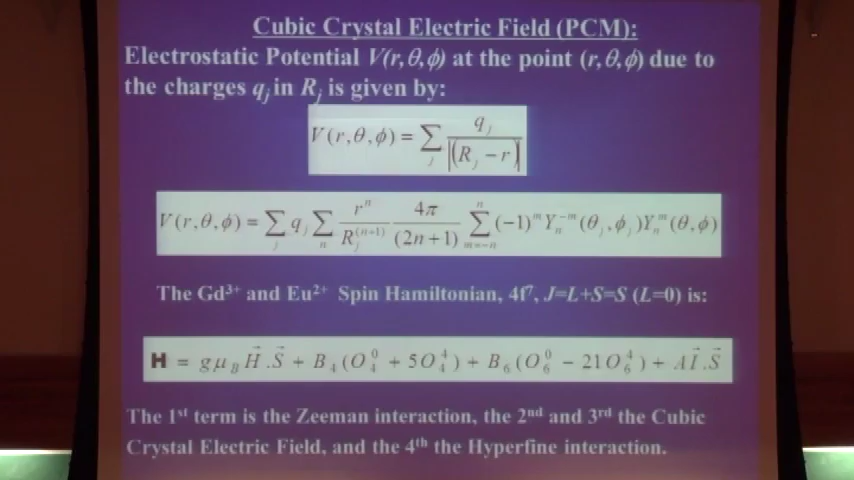 Cubic Crystal Electric Field (PCM):
Electrostatic Potential V(r,θ,ϕ) at the point (r,θ,ϕ) due to
the charges q_j in R_j is given by:
V(r,θ,ϕ) = ∑_j q_j / |(R_j − r)|
V(r,θ,ϕ) = ∑_j q_j ∑_n r^n / R_j^(n+1) 4π / (2n+1) ∑_{m=−n}^n (−1)^m Y_n^{−m}(θ_j,ϕ_j) Y_n^m(θ,ϕ)
The Gd³⁺ and Eu²⁺ Spin Hamiltonian, 4f⁷, J=L+S=S (L=0) is:
H = gμ_B H⃗.S⃗ + B_4(O_4^0 + 5O_4^4) + B_6(O_6^0 − 21O_6^4) + AI⃗.S⃗
The 1st term is the Zeeman interaction, the 2nd and 3rd the Cubic
Crystal Electric Field, and the 4th the Hyperfine interaction.